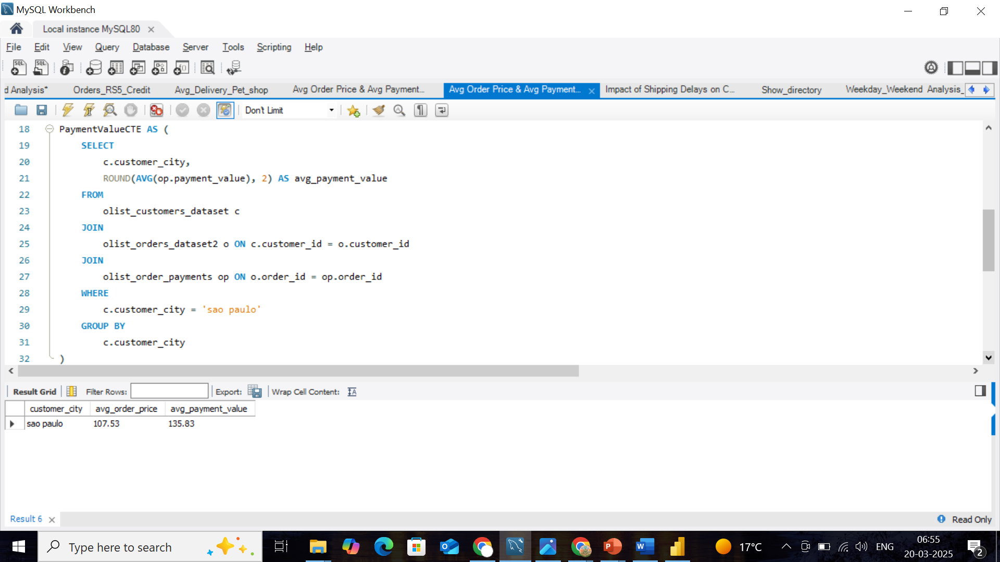 MySQL Workbench
Local instance MySQL80
File Edit View Query Database Server Tools Scripting Help
d Analysis* Orders_RS5_Credit Avg_Delivery_Pet_shop Avg Order Price & Avg Payment... Avg Order Price & Avg Payment... Impact of Shipping Delays on C... Show_directory Weekday_Weekend Analysis_
Don't Limit
18 PaymentValueCTE AS (
19 SELECT
20 c.customer_city,
21 ROUND(AVG(op.payment_value), 2) AS avg_payment_value
22 FROM
23 olist_customers_dataset c
24 JOIN
25 olist_orders_dataset2 o ON c.customer_id = o.customer_id
26 JOIN
27 olist_order_payments op ON o.order_id = op.order_id
28 WHERE
29 c.customer_city = 'sao paulo'
30 GROUP BY
31 c.customer_city
32 )
Result Grid Filter Rows: Export: Wrap Cell Content:
customer_city avg_order_price avg_payment_value
sao paulo 107.53 135.83
Result 6
Read Only
Type here to search
17°C
ENG
06:55
20-03-2025
2